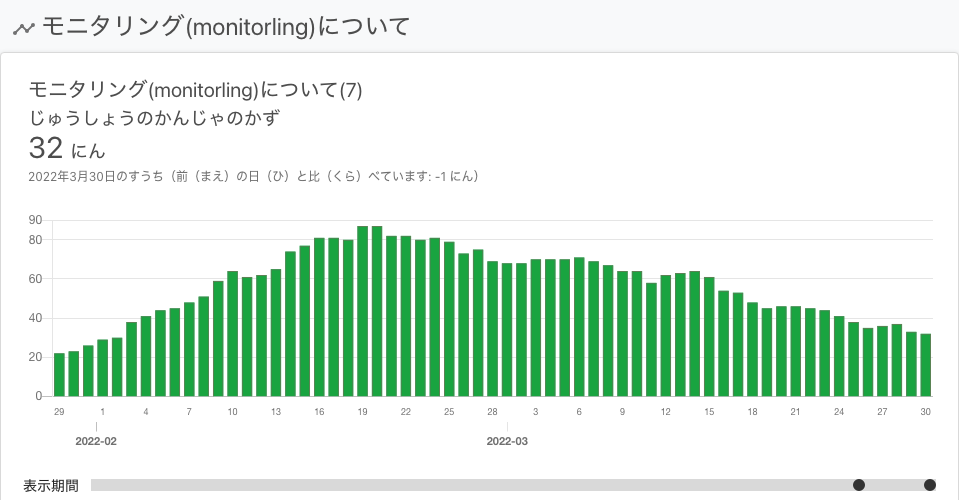 モニタリング(monitorling)について
モニタリング(monitorling)について(7)
じゅうしょうのかんじゃのかず
32 にん
2022年3月30日のすうち（前（まえ）の日（ひ）と比（くら）べています: -1 にん）
90
80
60
40
20
0
29 1 4 7 10 13 16 19 22 25 28 3 6 9 12 15 18 21 24 27 30
2022-02 2022-03
表示期間